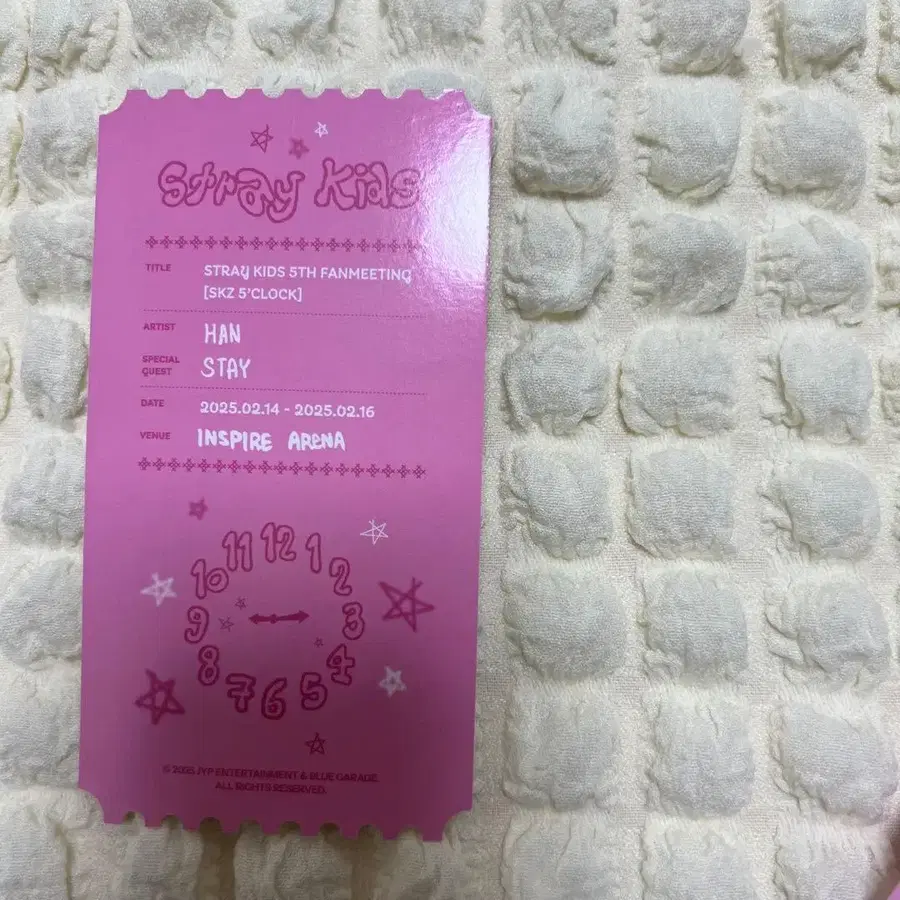 Stray Kids
TITLE STRAY KIDS 5TH FANMEETING
[SKZ 5'CLOCK]
ARTIST HAN
SPECIAL
QUEST STAY
DATE 2025.02.14 - 2025.02.16
VENUE INSPIRE ARENA
12
11 1
10 2
9 3
8 4
7 6 5
© 2025 JYP ENTERTAINMENT & BLUE GARAGE.
ALL RIGHTS RESERVED.